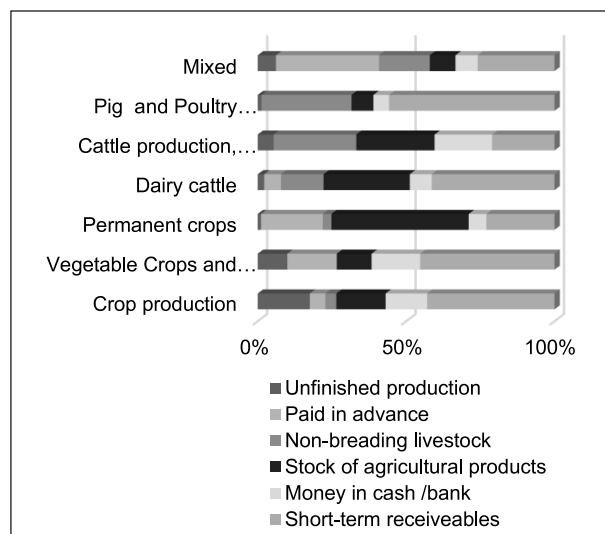 Mixed
Pig and Poultry...
Cattle production,...
Dairy cattle
Permanent crops
Vegetable Crops and ...
Crop production
0% 50% 100%
Unfinished production
Paid in advance
Non-breading livestock
Stock of agricultural products
Money in cash /bank
Short-term receiveables